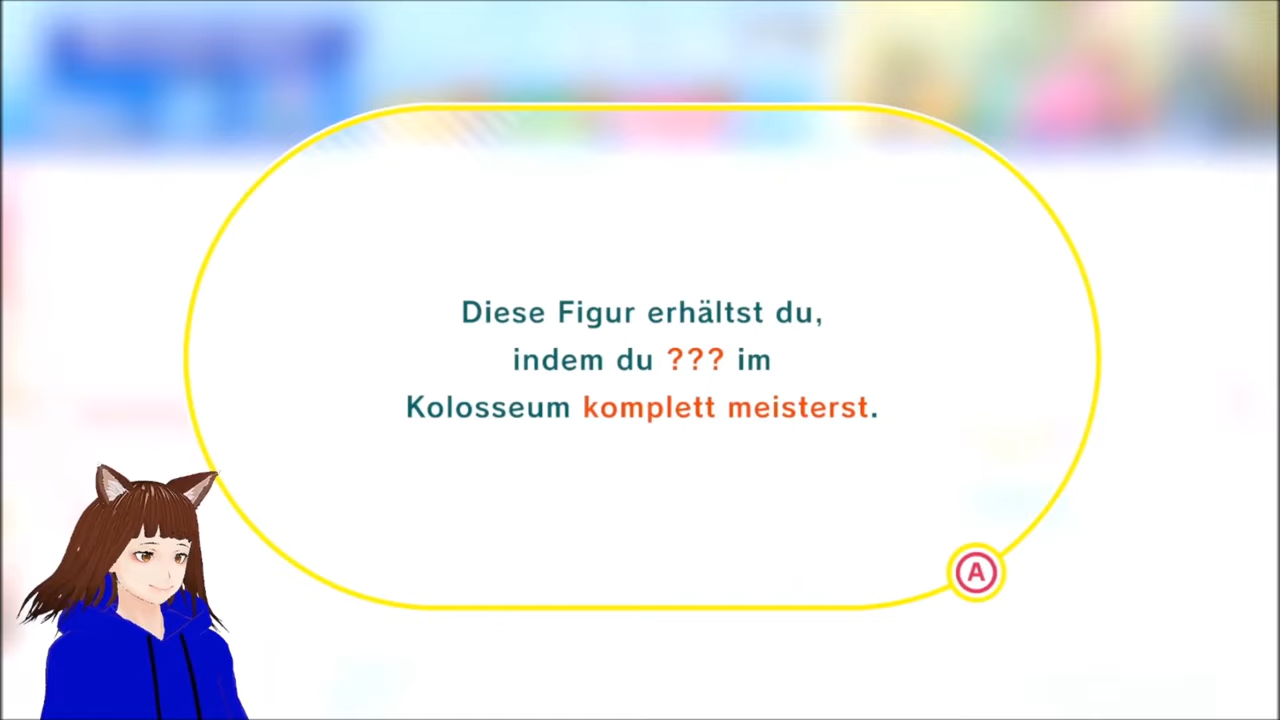 Diese Figur erhältst du,
indem du ??? im
Kolosseum komplett meisterst.
A